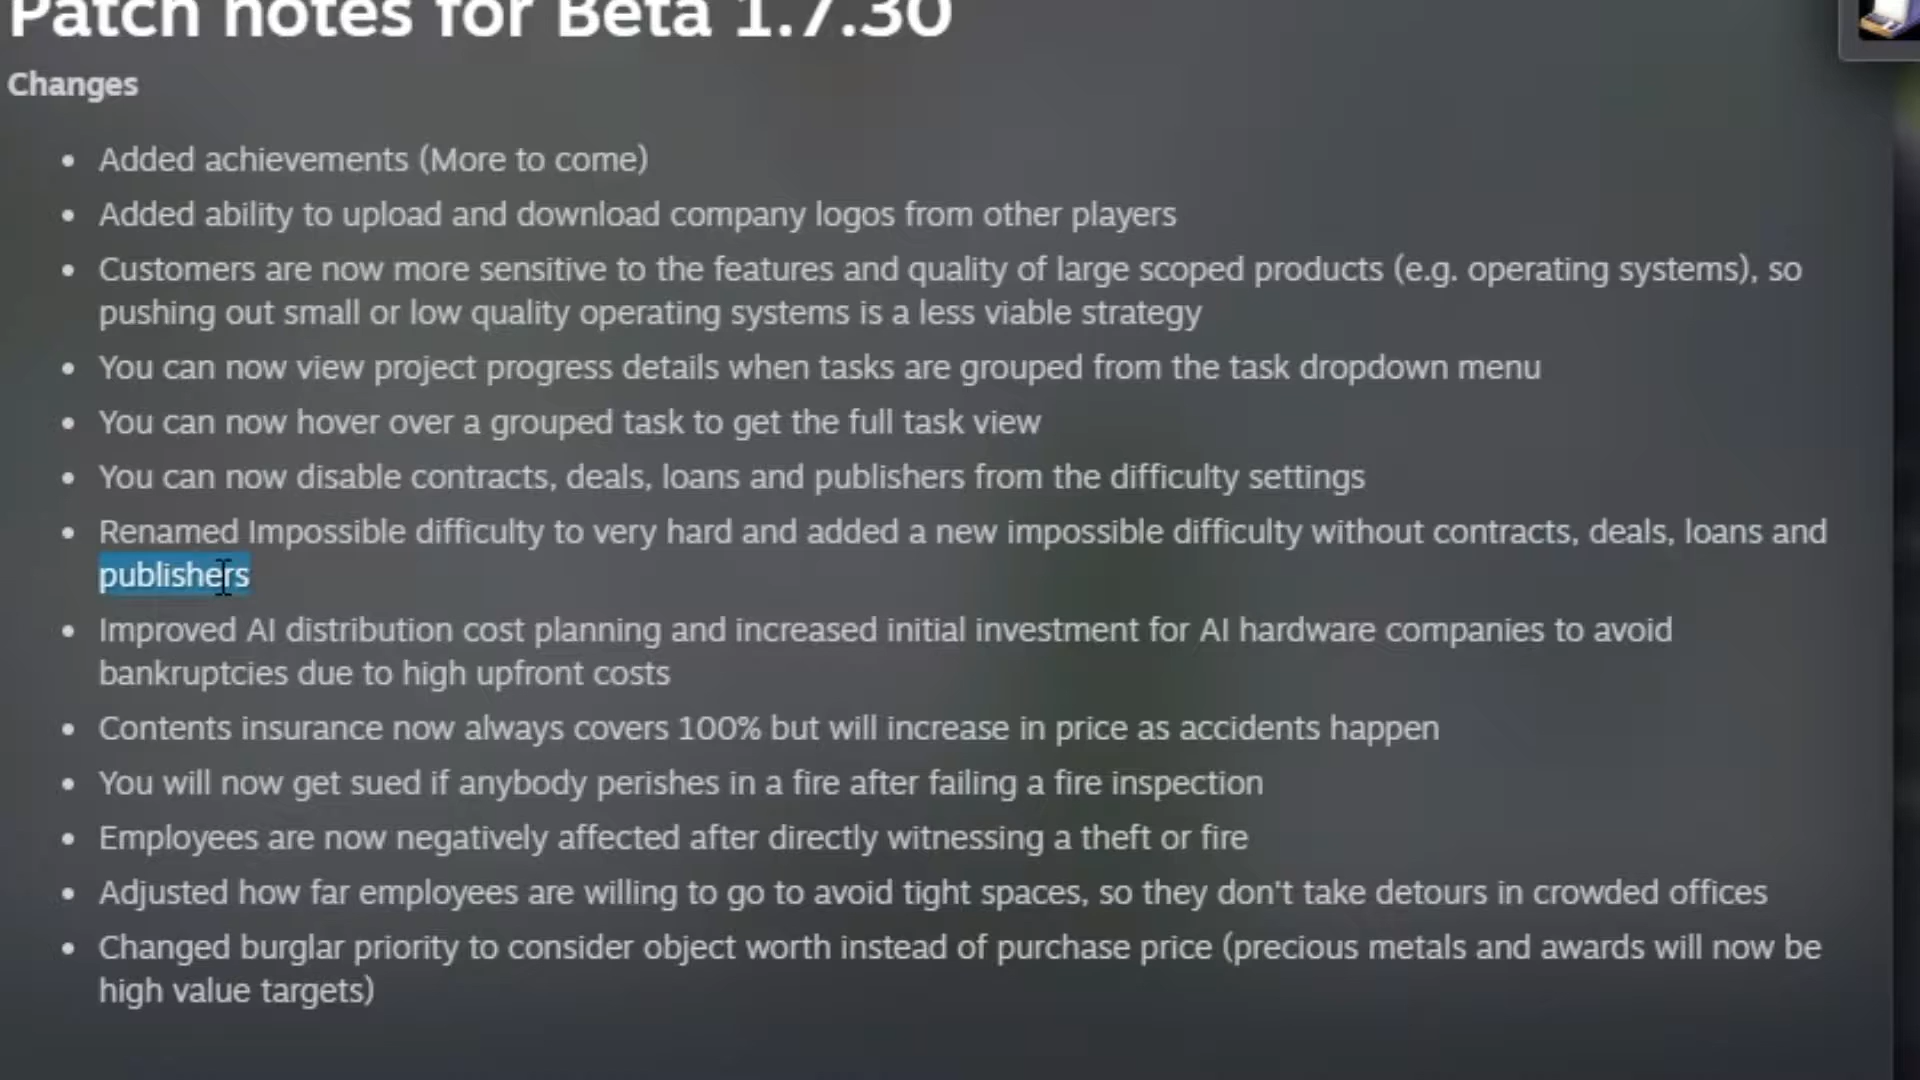 Patch notes for Beta 1.7.30
Changes
Added achievements (More to come)
Added ability to upload and download company logos from other players
Customers are now more sensitive to the features and quality of large scoped products (e.g. operating systems), so
pushing out small or low quality operating systems is a less viable strategy
You can now view project progress details when tasks are grouped from the task dropdown menu
You can now hover over a grouped task to get the full task view
You can now disable contracts, deals, loans and publishers from the difficulty settings
Renamed Impossible difficulty to very hard and added a new impossible difficulty without contracts, deals, loans and
publishers
Improved AI distribution cost planning and increased initial investment for AI hardware companies to avoid
bankruptcies due to high upfront costs
Contents insurance now always covers 100% but will increase in price as accidents happen
You will now get sued if anybody perishes in a fire after failing a fire inspection
Employees are now negatively affected after directly witnessing a theft or fire
Adjusted how far employees are willing to go to avoid tight spaces, so they don't take detours in crowded offices
Changed burglar priority to consider object worth instead of purchase price (precious metals and awards will now be
high value targets)